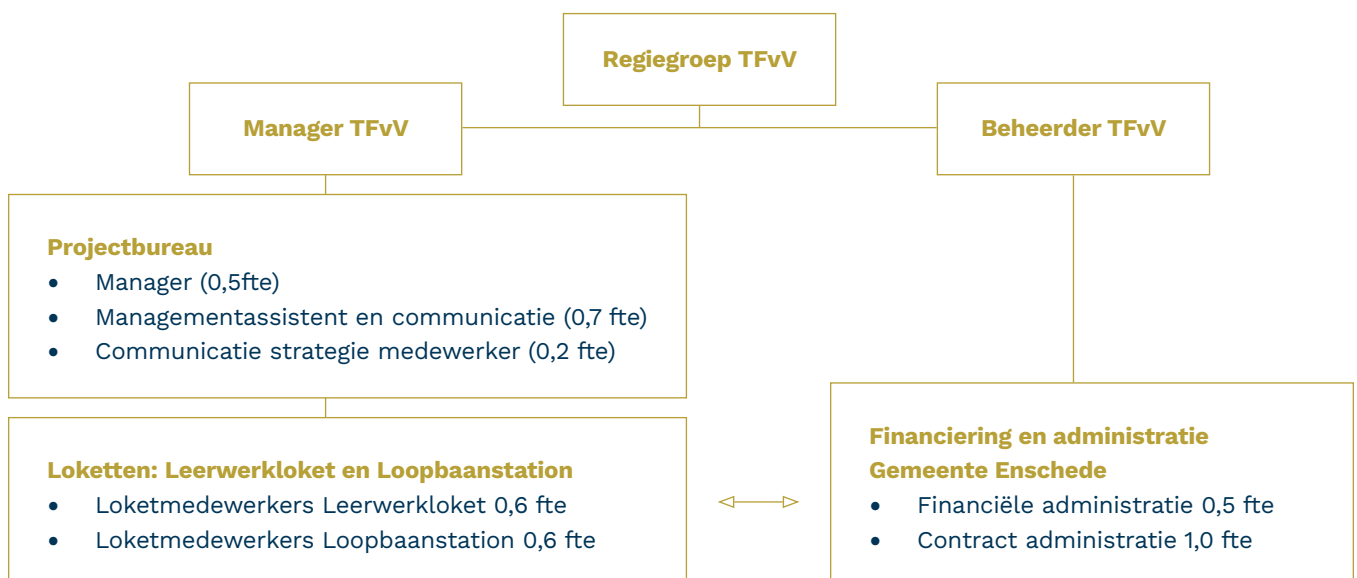 Regiegroep TFvV
Manager TFvV
Beheerder TFvV
Projectbureau
• Manager (0,5fte)
• Managementassistent en communicatie (0,7 fte)
• Communicatie strategie medewerker (0,2 fte)
Loketten: Leerwerkloket en Loopbaanstation
• Loketmedewerkers Leerwerkloket 0,6 fte
• Loketmedewerkers Loopbaanstation 0,6 fte
Financiering en administratie
Gemeente Enschede
• Financiële administratie 0,5 fte
• Contract administratie 1,0 fte